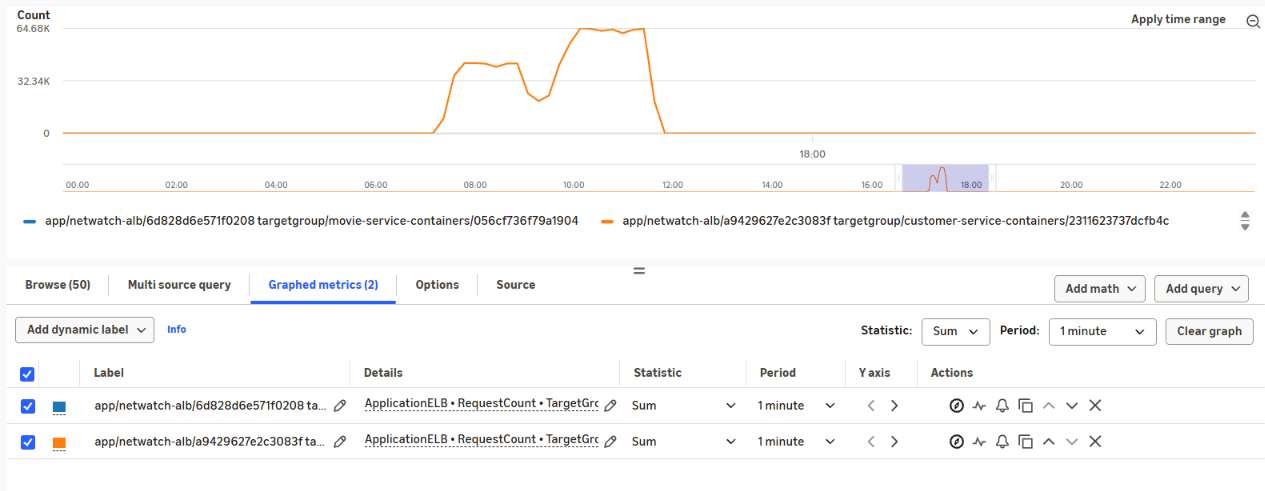 Count
Apply time range
64.68K
32.34K
0
18:00
00:00 02:00 04:00 06:00 08:00 10:00 12:00 14:00 16:00 18:00 20:00 22:00
app/netwatch-alb/6d828d6e571f0208 targetgroup/movie-service-containers/056cf736f79a1904 app/netwatch-alb/a9429627e2c3083f targetgroup/customer-service-containers/2311623737dcfb4c
Browse (50) Multi source query Graphed metrics (2) Options Source Add math Add query
Add dynamic label Info Statistic: Sum Period: 1 minute Clear graph
Label Details Statistic Period Y axis Actions
app/netwatch-alb/6d828d6e571f0208 ta... ApplicationELB • RequestCount • TargetGrc Sum 1 minute
app/netwatch-alb/a9429627e2c3083f ta... ApplicationELB • RequestCount • TargetGrc Sum 1 minute